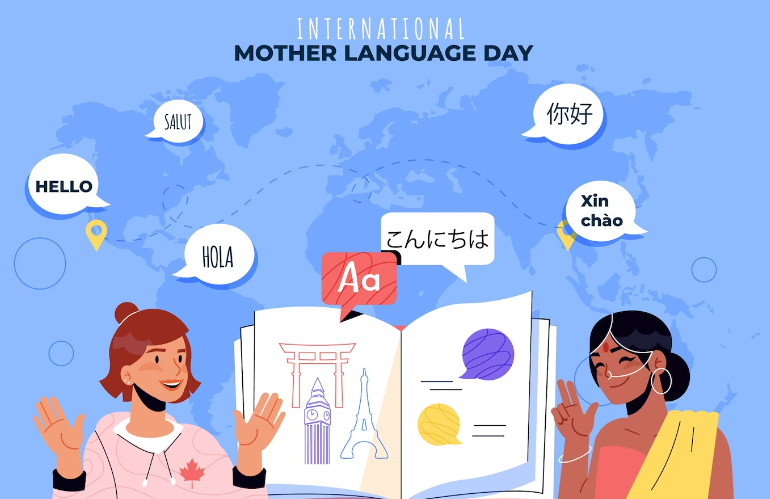 INTERNATIONAL
MOTHER LANGUAGE DAY
SALUT
你好
HELLO
Xin
chào
こんにちは
HOLA
Aa